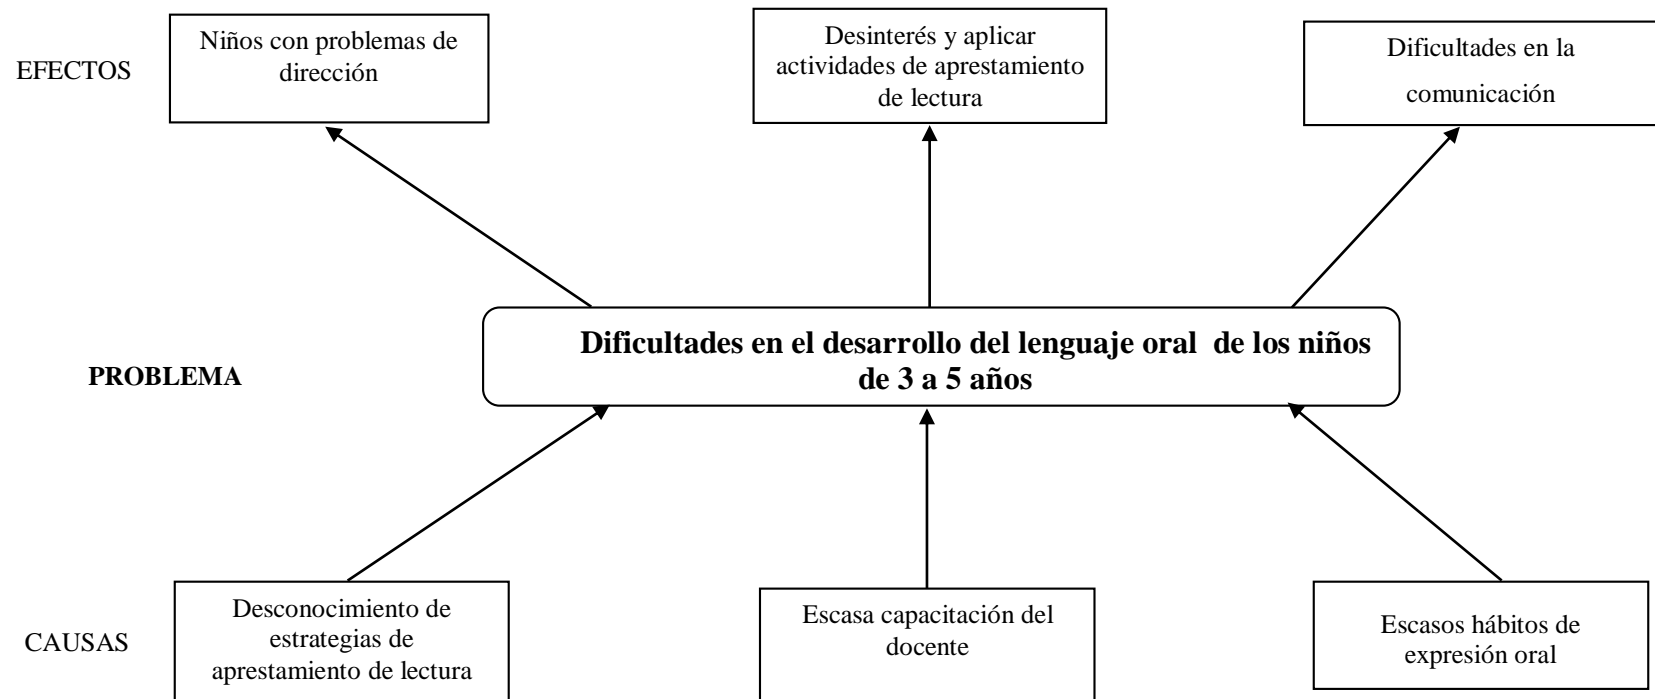 EFECTOS
Niños con problemas de
dirección
Desinterés y aplicar
actividades de aprestamiento
de lectura
Dificultades en la
comunicación
PROBLEMA
Dificultades en el desarrollo del lenguaje oral de los niños
de 3 a 5 años
CAUSAS
Desconocimiento de
estrategias de
aprestamiento de lectura
Escasa capacitación del
docente
Escasos hábitos de
expresión oral